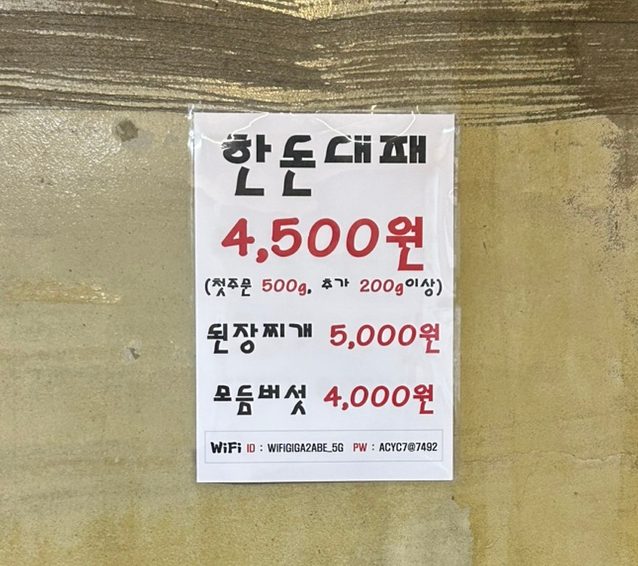 한돈대패
4,500원
(첫주문 500g, 추가 200g이상)
된장찌개 5,000원
모듬버섯 4,000원
WiFi ID : WIFIGIGA2ABE_5G PW : ACYC7@7492